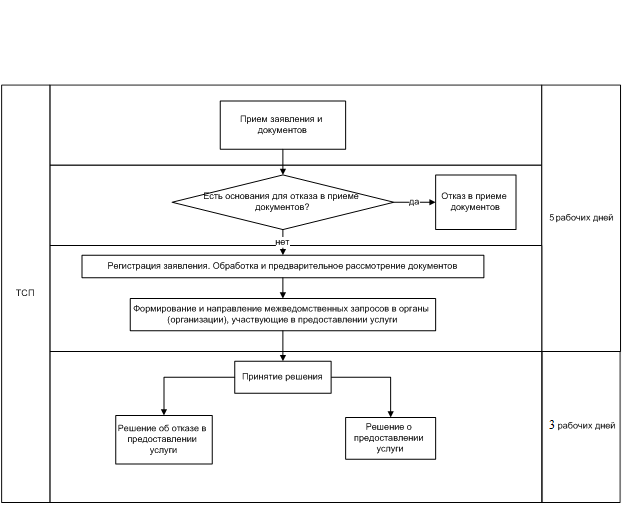 Прием заявления и
документов
Есть основания для отказа в приеме
документов?
да
Отказ в приеме
документов
5 рабочих дней
нет
Регистрация заявления. Обработка и предварительное рассмотрение документов
ТСП
Формирование и направление межведомственных запросов в органы
(организации), участвующие в предоставлении услуги
Принятие решения
Решение об отказе в
предоставлении
услуги
Решение о
предоставлении
услуги
3 рабочих дней